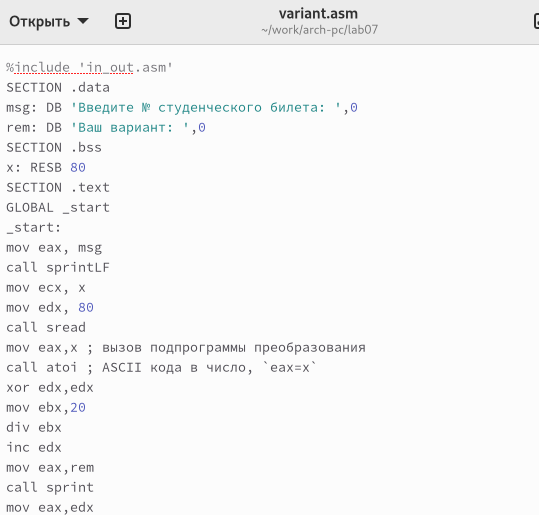 Открыть
variant.asm
~/work/arch-pc/lab07
%include 'in_out.asm'
SECTION .data
msg: DB 'Введите № студенческого билета: ',0
rem: DB 'Ваш вариант: ',0
SECTION .bss
x: RESB 80
SECTION .text
GLOBAL _start
_start:
mov eax, msg
call sprintLF
mov ecx, x
mov edx, 80
call sread
mov eax,x ; вызов подпрограммы преобразования
call atoi ; ASCII кода в число, `eax=x`
xor edx,edx
mov ebx,20
div ebx
inc edx
mov eax,rem
call sprint
mov eax,edx